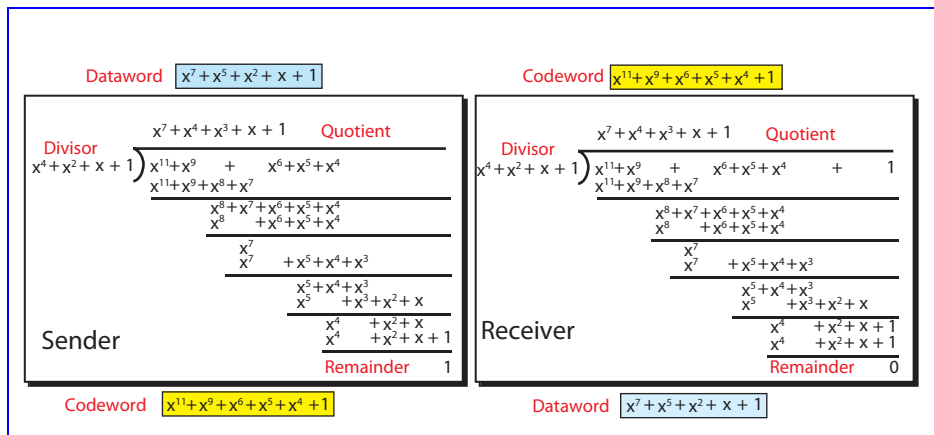 Dataword x⁷ + x⁵ + x² + x + 1
x⁷ + x⁴ + x³ + x + 1 Quotient
Divisor
x⁴ + x² + x + 1 x¹¹ + x⁹ + x⁶ + x⁵ + x⁴
x¹¹ + x⁹ + x⁸ + x⁷
x⁸ + x⁷ + x⁶ + x⁵ + x⁴
x⁸ + x⁶ + x⁵ + x⁴
x⁷
x⁷ + x⁵ + x⁴ + x³
x⁵ + x⁴ + x³
x⁵ + x³ + x² + x
x⁴ + x² + x
x⁴ + x² + x + 1
Sender
Remainder 1
Codeword x¹¹ + x⁹ + x⁶ + x⁵ + x⁴ + 1
Codeword x¹¹ + x⁹ + x⁶ + x⁵ + x⁴ + 1
x⁷ + x⁴ + x³ + x + 1 Quotient
Divisor
x⁴ + x² + x + 1 x¹¹ + x⁹ + x⁶ + x⁵ + x⁴ + 1
x¹¹ + x⁹ + x⁸ + x⁷
x⁸ + x⁷ + x⁶ + x⁵ + x⁴
x⁸ + x⁶ + x⁵ + x⁴
x⁷
x⁷ + x⁵ + x⁴ + x³
x⁵ + x⁴ + x³
x⁵ + x³ + x² + x
x⁴ + x² + x + 1
x⁴ + x² + x + 1
Receiver
Remainder 0
Dataword x⁷ + x⁵ + x² + x + 1